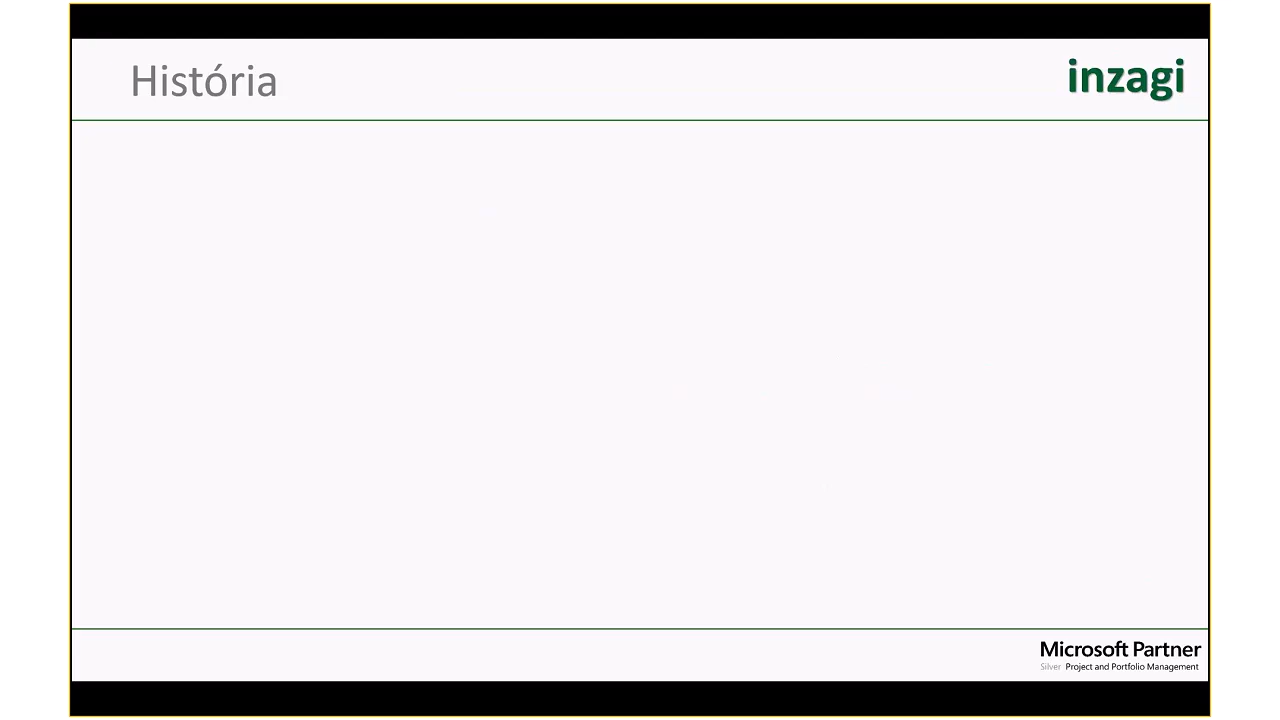 História
inzagi
Microsoft Partner
Silver Project and Portfolio Management